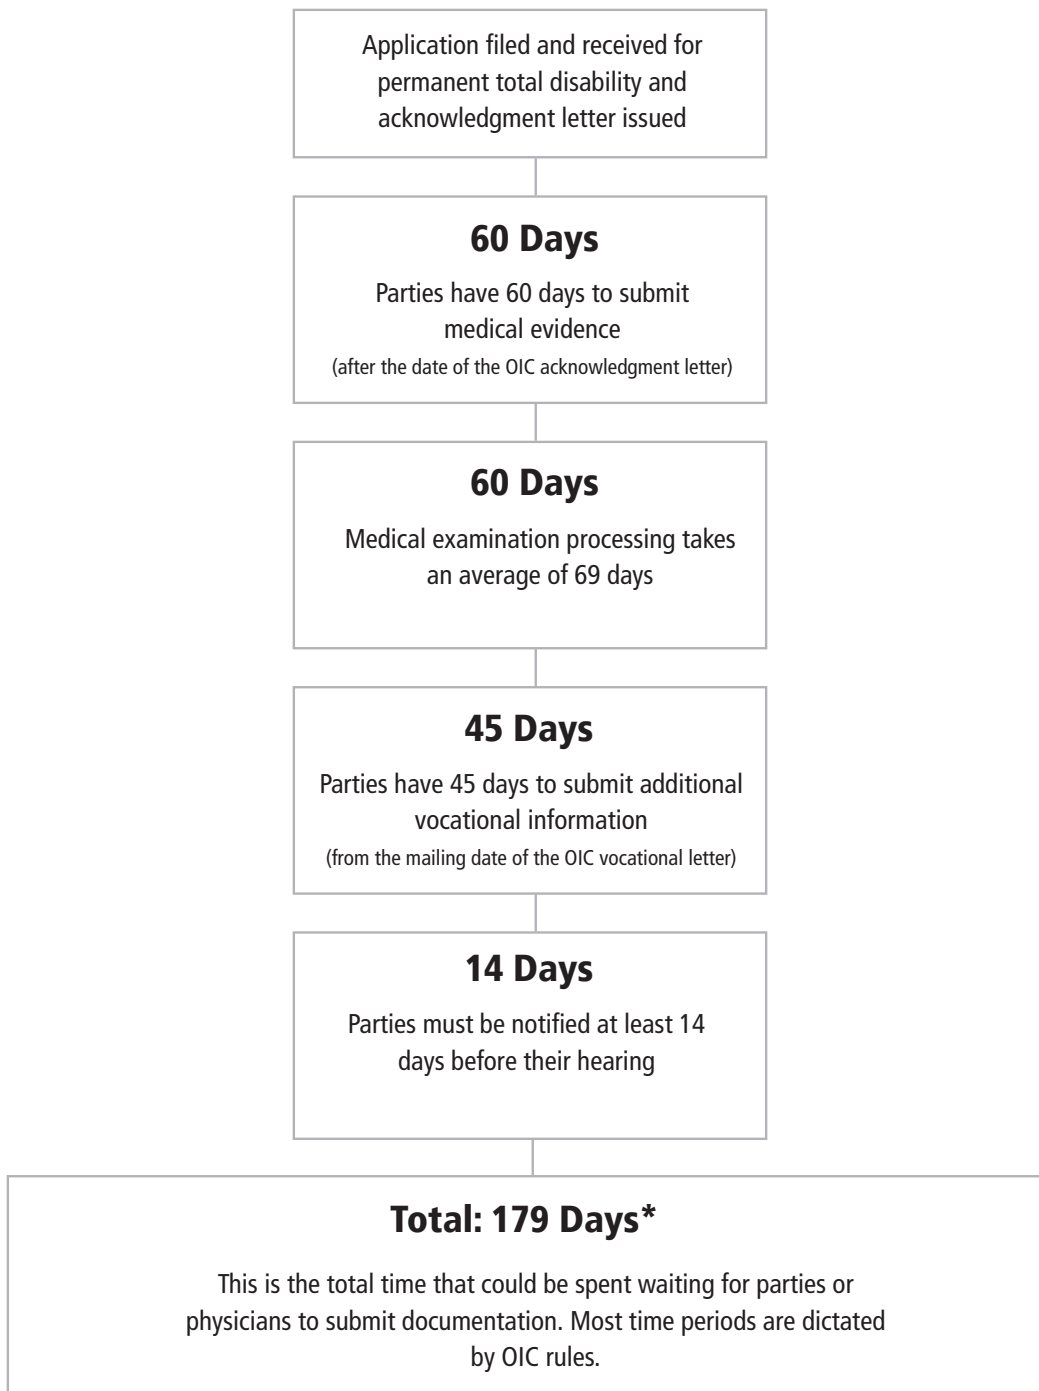 Application filed and received for
permanent total disability and
acknowledgment letter issued
60 Days
Parties have 60 days to submit
medical evidence
(after the date of the OIC acknowledgment letter)
60 Days
Medical examination processing takes
an average of 69 days
45 Days
Parties have 45 days to submit additional
vocational information
(from the mailing date of the OIC vocational letter)
14 Days
Parties must be notified at least 14
days before their hearing
Total: 179 Days*
This is the total time that could be spent waiting for parties or
physicians to submit documentation. Most time periods are dictated
by OIC rules.